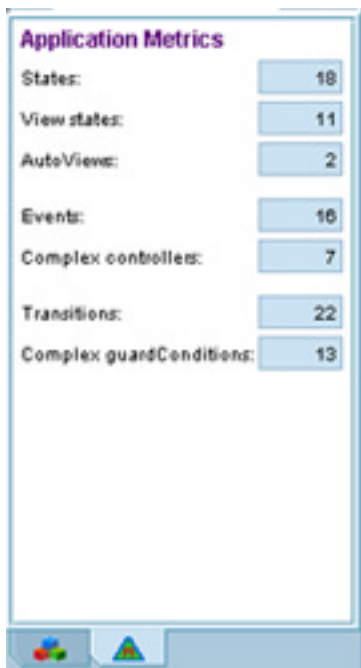 Application Metrics
States: 18
View states: 11
AutoViews: 2
Events: 16
Complex controllers: 7
Transitions: 22
Complex guardConditions: 13